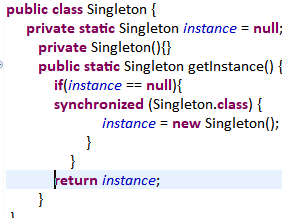 public class Singleton {
private static Singleton instance = null;
private Singleton(){}
public static Singleton getInstance() {
if(instance == null){
synchronized (Singleton.class) {
instance = new Singleton();
}
}
return instance;
}
}